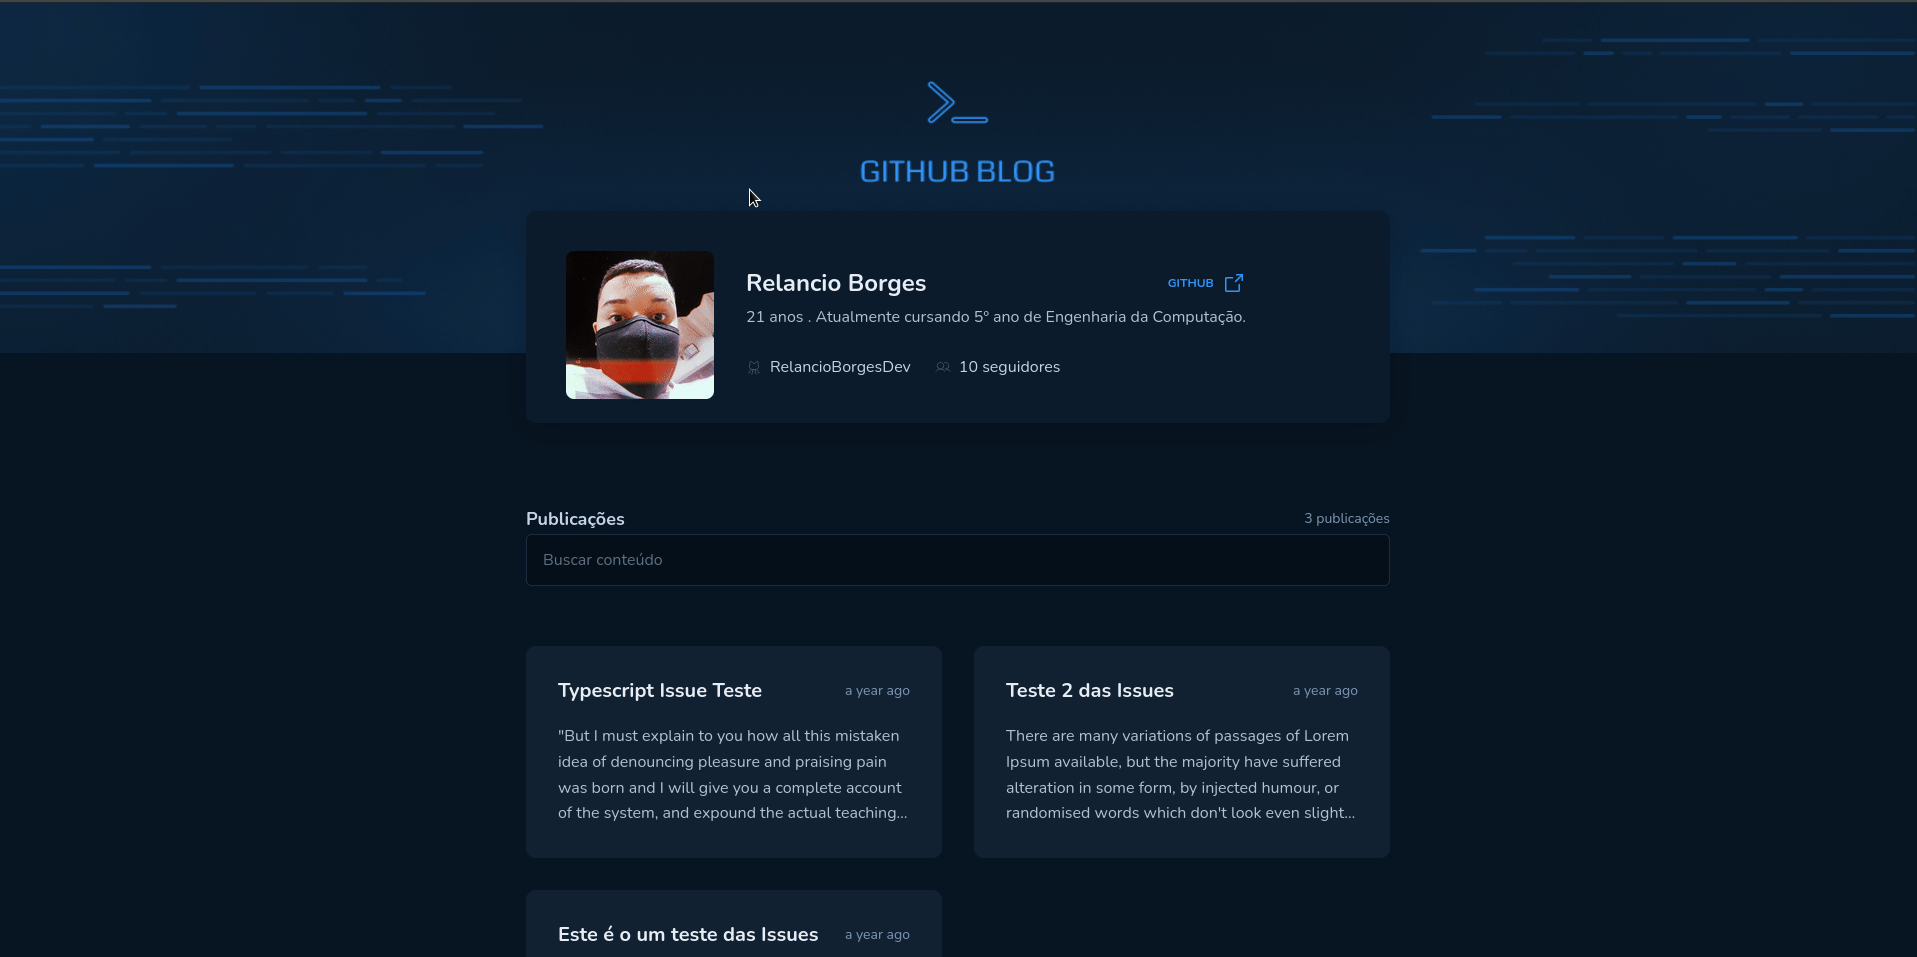 GITHUB BLOG
Relancio Borges
GITHUB
21 anos . Atualmente cursando 5º ano de Engenharia da Computação.
RelancioBorgesDev
10 seguidores
Publicações
3 publicações
Buscar conteúdo
Typescript Issue Teste
a year ago
"But I must explain to you how all this mistaken
idea of denouncing pleasure and praising pain
was born and I will give you a complete account
of the system, and expound the actual teaching...
Teste 2 das Issues
a year ago
There are many variations of passages of Lorem
Ipsum available, but the majority have suffered
alteration in some form, by injected humour, or
randomised words which don't look even slight...
Este é o um teste das Issues
a year ago